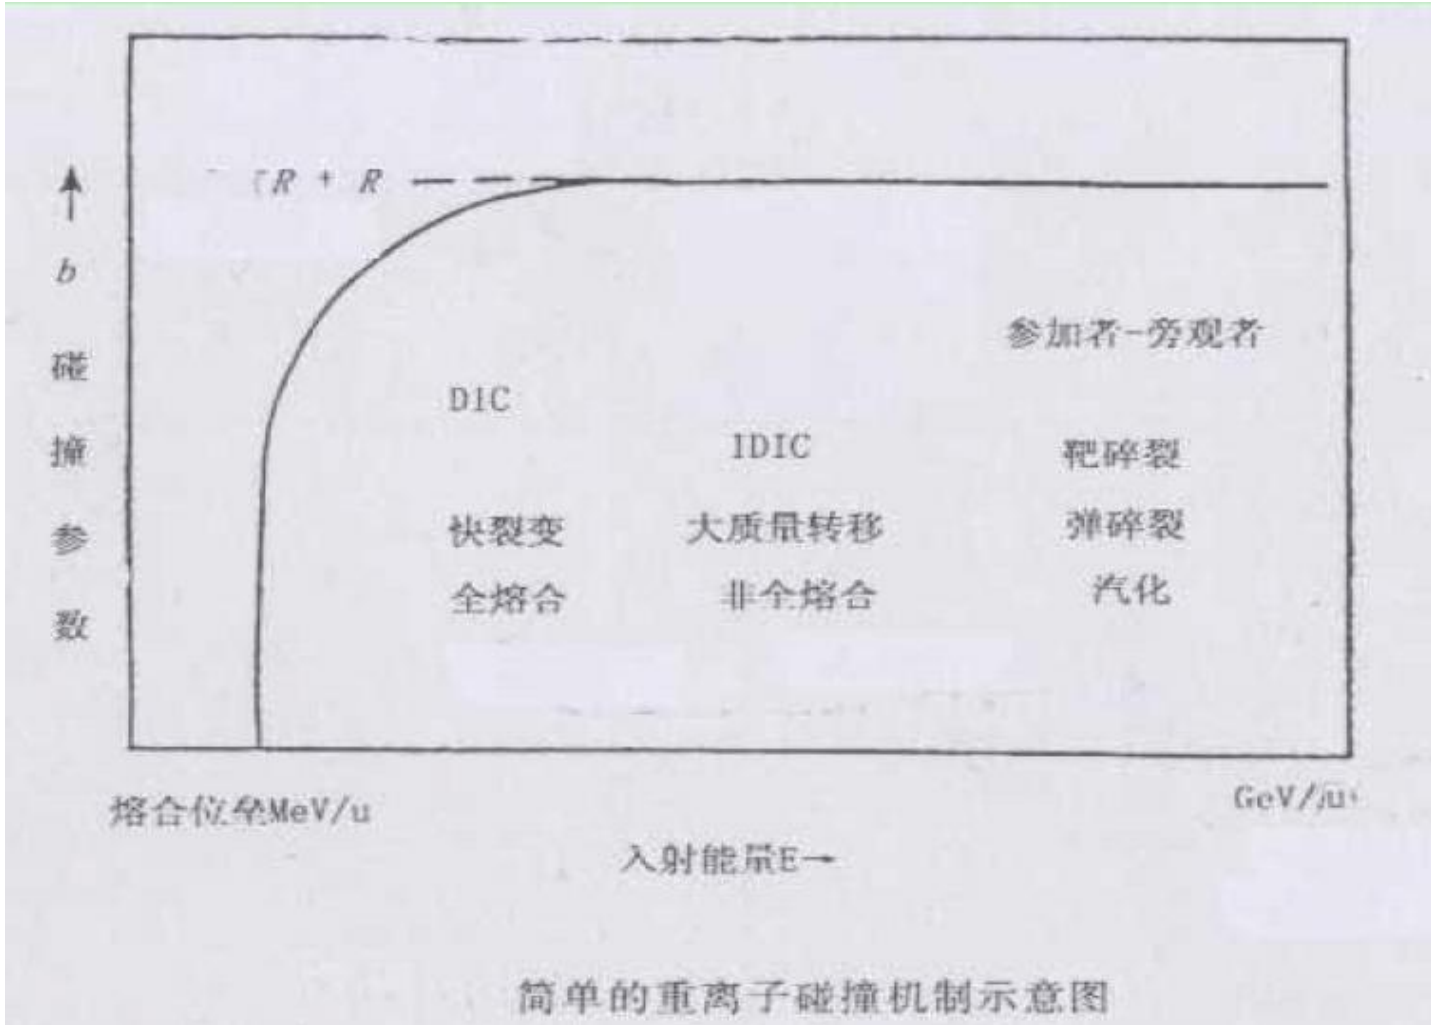 R + R
b
碰
撞
参
数
参加者-旁观者
DIC
IDIC
靶碎裂
快裂变
大质量转移
弹碎裂
全熔合
非全熔合
汽化
熔合位垒MeV/u
GeV/u
入射能量E→
简单的重离子碰撞机制示意图